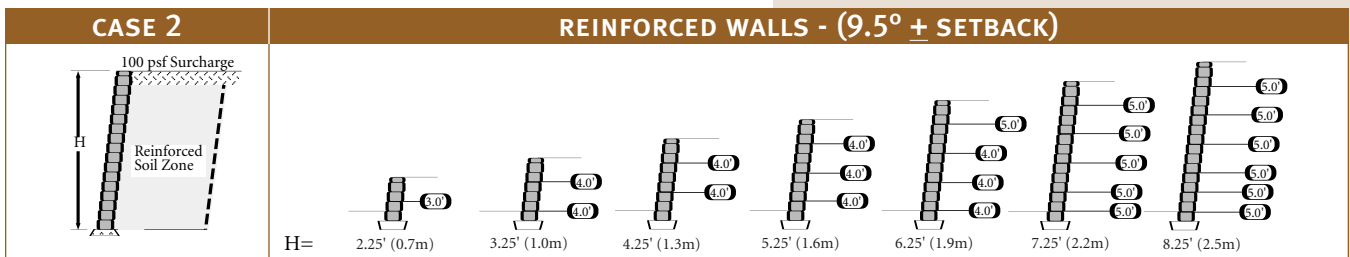 CASE 2
REINFORCED WALLS - (9.5° ± SETBACK)
100 psf Surcharge
H
Reinforced
Soil Zone
3.0'
4.0'
4.0'
4.0'
4.0'
4.0'
4.0'
4.0'
5.0'
4.0'
4.0'
4.0'
5.0'
5.0'
5.0'
5.0'
5.0'
5.0'
5.0'
5.0'
5.0'
5.0'
5.0'
H=
2.25' (0.7m)
3.25' (1.0m)
4.25' (1.3m)
5.25' (1.6m)
6.25' (1.9m)
7.25' (2.2m)
8.25' (2.5m)